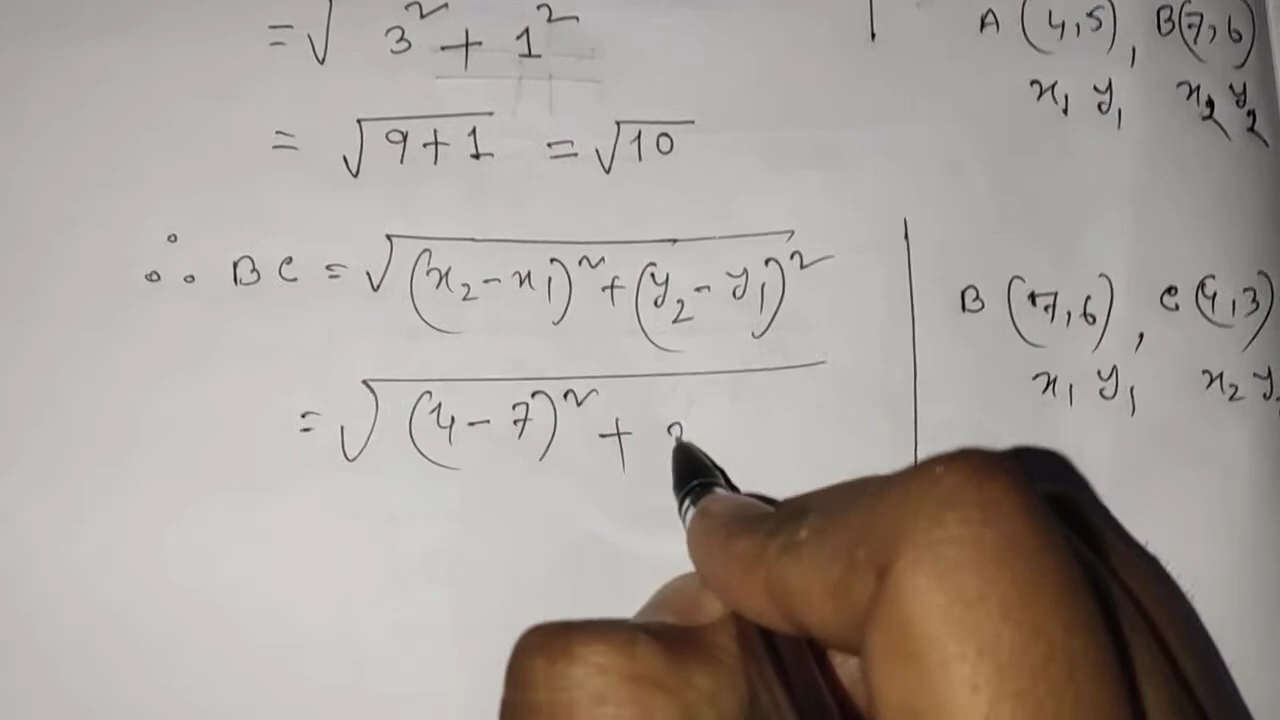 = √ 3² + 1²
A (4,5), B(7,6)
x₁ y₁ x₂ y₂
= √9+1 = √10
∴ BC = √(x₂-x₁)²+(y₂-y₁)²
B (7,6), C(4,3)
x₁ y₁ x₂ y
= √(4-7)² +